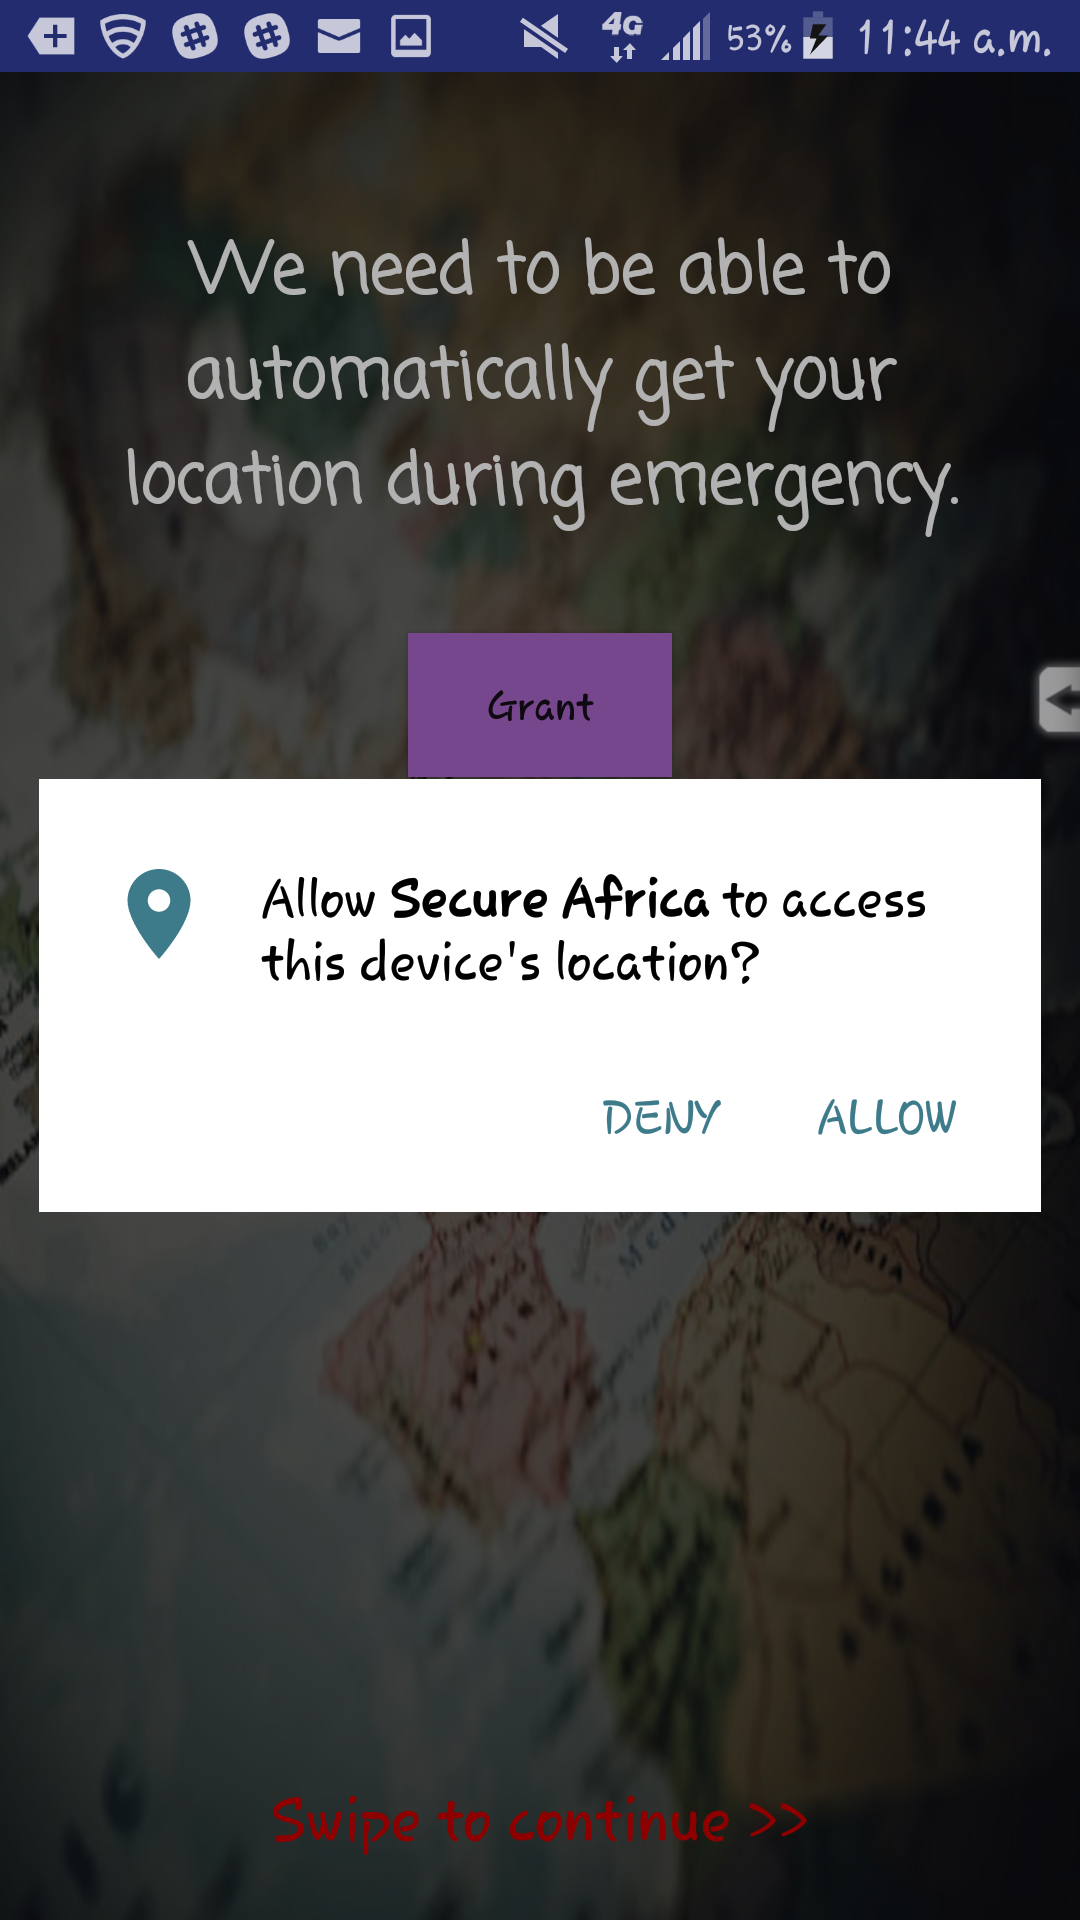 4G 53% 11:44 a.m.
We need to be able to
automatically get your
location during emergency.
Grant
Allow Secure Africa to access
this device's location?
DENY ALLOW
TUNISIA
Swipe to continue >>